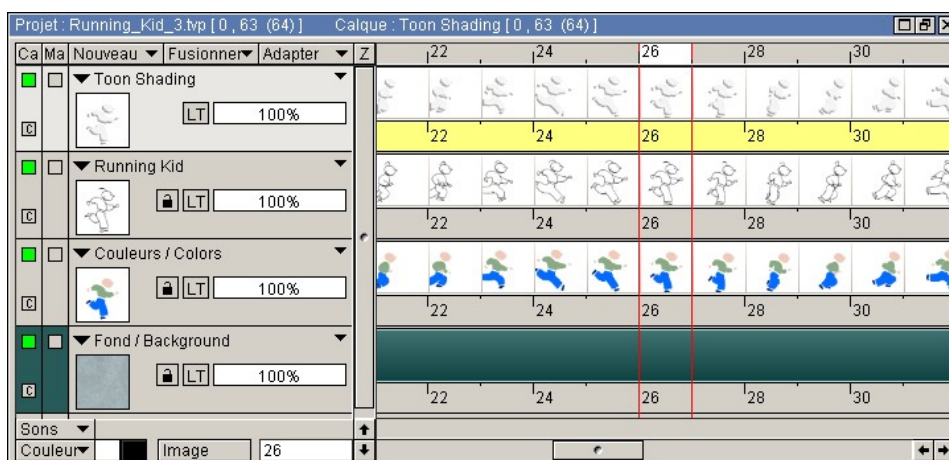 Projet : Running_Kid_3.tvp [ 0 , 63 (64) ] Calque : Toon Shading [ 0 , 63 (64) ]
Ca Ma Nouveau Fusionner Adapter Z 22 24 26 28 30
Toon Shading
LT 100%
C
22 24 26 28 30
Running Kid
LT 100%
C
22 24 26 28 30
Couleurs / Colors
LT 100%
C
22 24 26 28 30
Fond / Background
LT 100%
C
22 24 26 28 30
Sons
Couleur Image 26